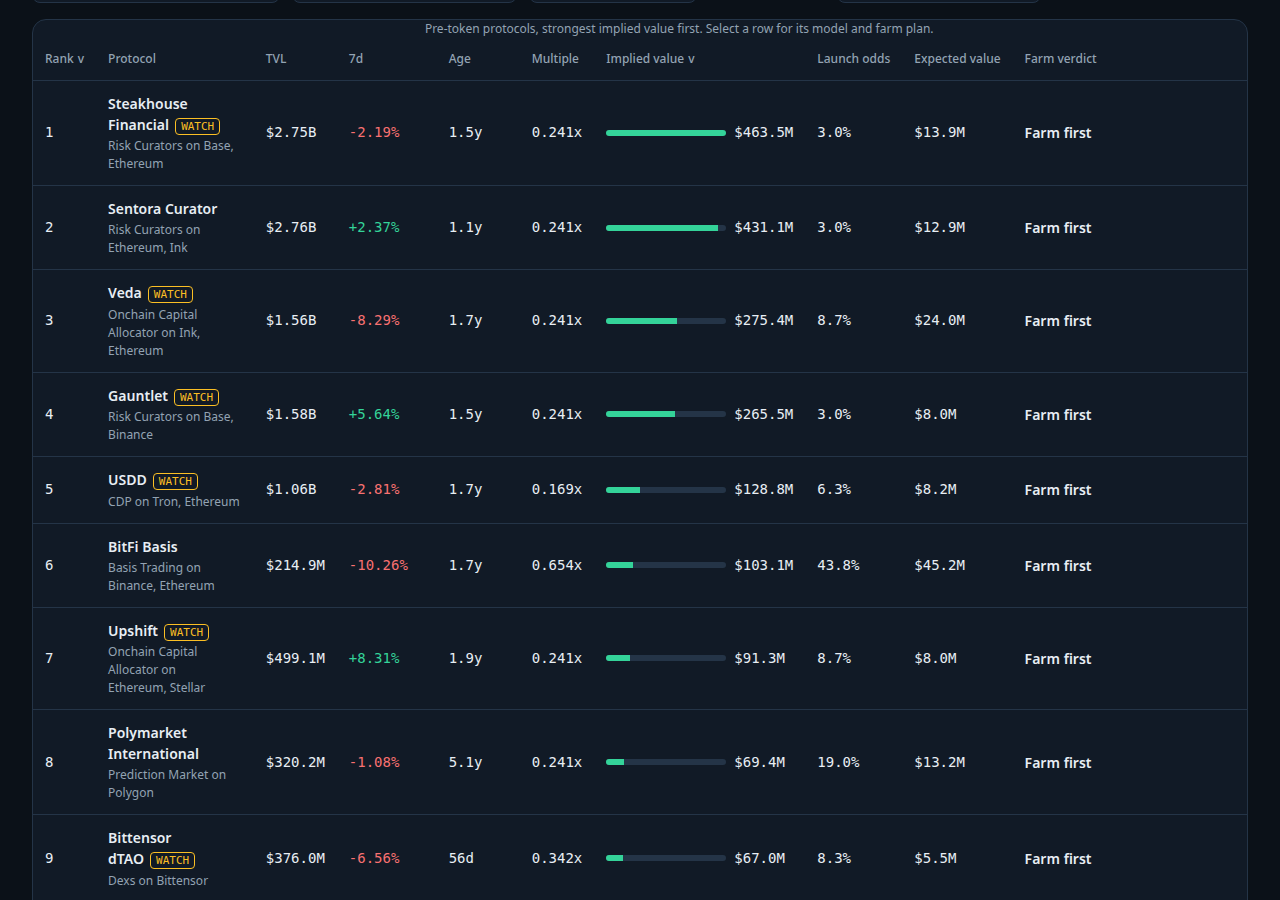 Pre-token protocols, strongest implied value first. Select a row for its model and farm plan.
Rank v Protocol TVL 7d Age Multiple Implied value v Launch odds Expected value Farm verdict
Steakhouse
Financial WATCH
Risk Curators on Base,
Ethereum
1 $2.75B -2.19% 1.5y 0.241x $463.5M 3.0% $13.9M Farm first
Sentora Curator
Risk Curators on
Ethereum, Ink
2 $2.76B +2.37% 1.1y 0.241x $431.1M 3.0% $12.9M Farm first
Veda WATCH
Onchain Capital
Allocator on Ink,
Ethereum
3 $1.56B -8.29% 1.7y 0.241x $275.4M 8.7% $24.0M Farm first
Gauntlet WATCH
Risk Curators on Base,
Binance
4 $1.58B +5.64% 1.5y 0.241x $265.5M 3.0% $8.0M Farm first
USDD WATCH
CDP on Tron, Ethereum
5 $1.06B -2.81% 1.7y 0.169x $128.8M 6.3% $8.2M Farm first
BitFi Basis
Basis Trading on
Binance, Ethereum
6 $214.9M -10.26% 1.7y 0.654x $103.1M 43.8% $45.2M Farm first
Upshift WATCH
Onchain Capital
Allocator on
Ethereum, Stellar
7 $499.1M +8.31% 1.9y 0.241x $91.3M 8.7% $8.0M Farm first
Polymarket
International
Prediction Market on
Polygon
8 $320.2M -1.08% 5.1y 0.241x $69.4M 19.0% $13.2M Farm first
Bittensor
dTAO WATCH
Dexs on Bittensor
9 $376.0M -6.56% 56d 0.342x $67.0M 8.3% $5.5M Farm first